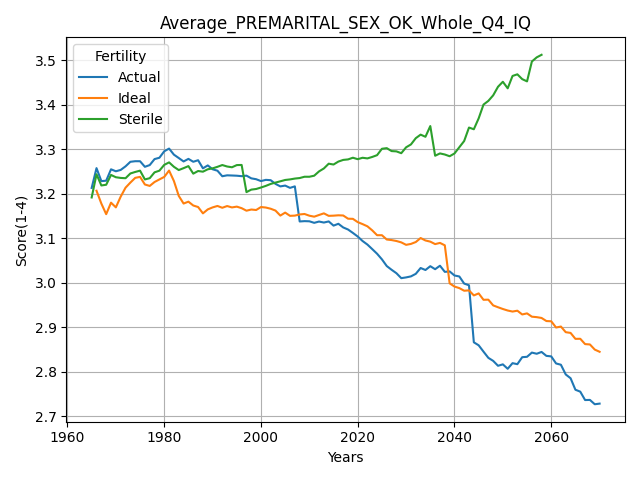 Average_PREMARITAL_SEX_OK_Whole_Q4_IQ
Fertility
Actual
Ideal
Sterile
Score(1-4)
3.5
3.4
3.3
3.2
3.1
3.0
2.9
2.8
2.7
1960 1980 2000 2020 2040 2060
Years